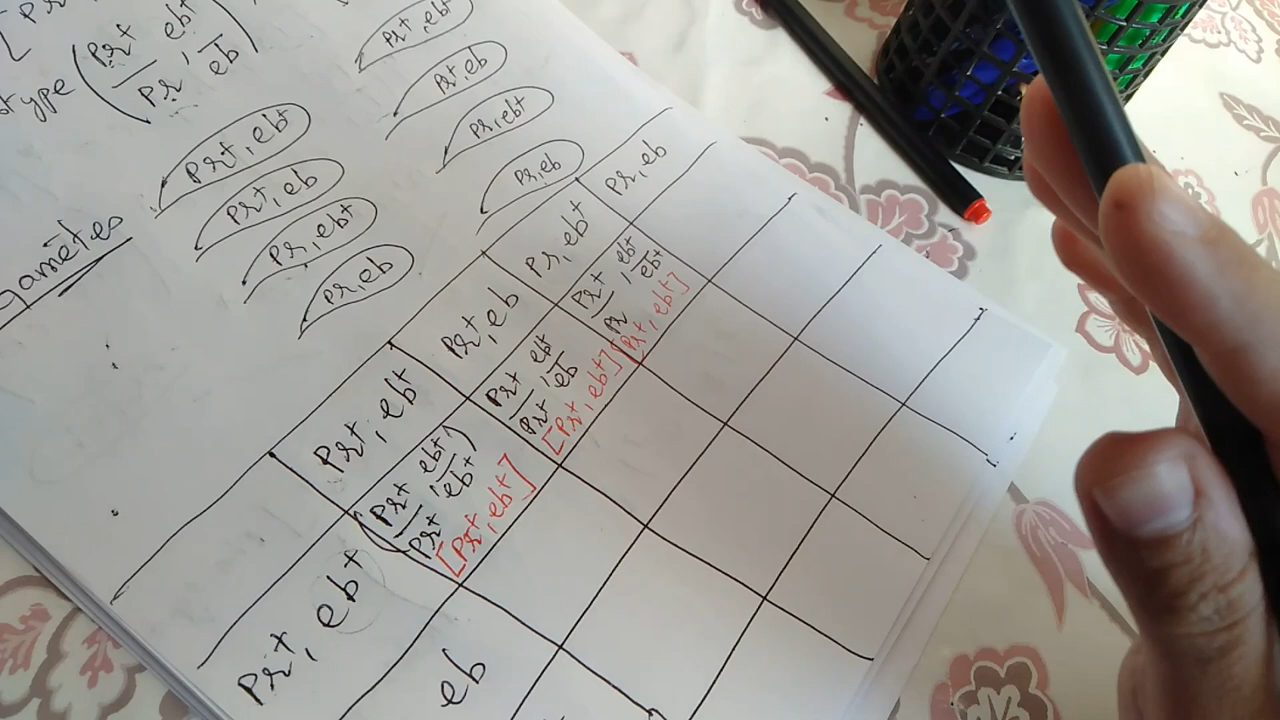 type (pr+/pr, eb+/eb)
gametes
pr+, eb+
pr+, eb
pr, eb+
pr, eb
pr+, eb+
pr+, eb
pr, eb+
pr, eb
pr+, eb+
pr+, eb
pr, eb+
pr, eb
pr+, eb+
(pr+/pr+, eb+/eb+)
[pr+, eb+]
pr+/pr+, eb+/eb
[pr+, eb+]
pr+/pr, eb+/eb+
[pr+, eb+]
eb